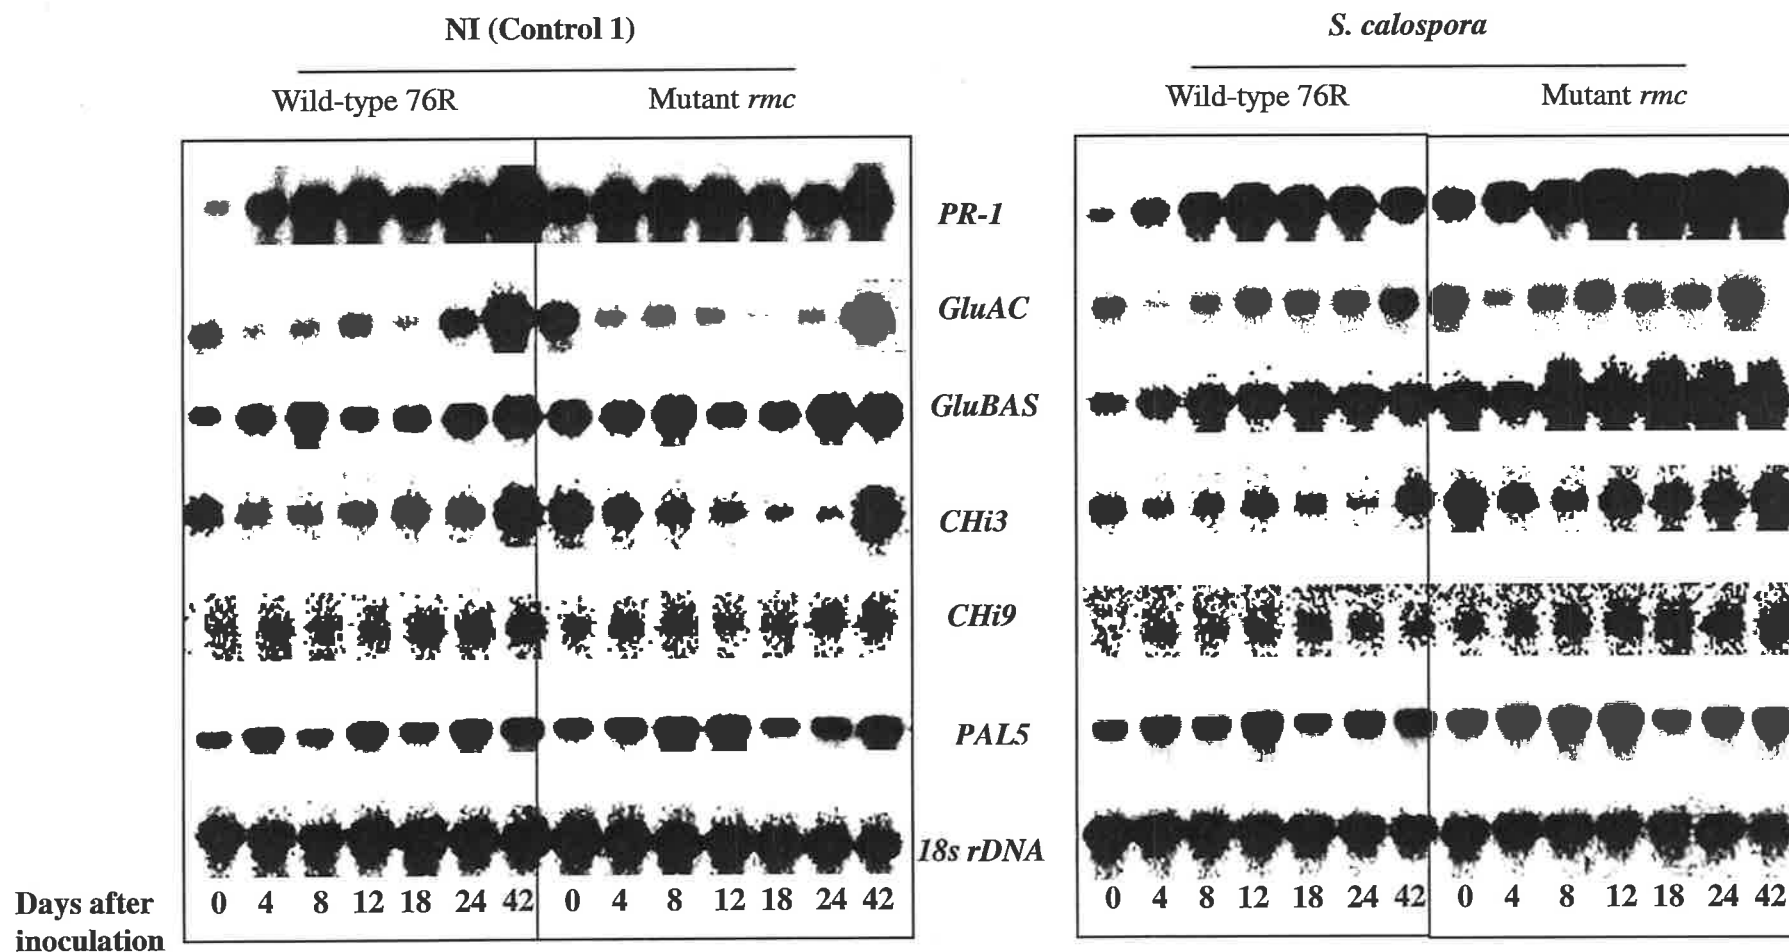 NI (Control 1)
S. calospora
Wild-type 76R
Mutant rmc
Wild-type 76R
Mutant rmc
PR-1
GluAC
GluBAS
CHi3
CHi9
PAL5
18s rDNA
Days after
inoculation
0 4 8 12 18 24 42 0 4 8 12 18 24 42
0 4 8 12 18 24 42 0 4 8 12 18 24 42